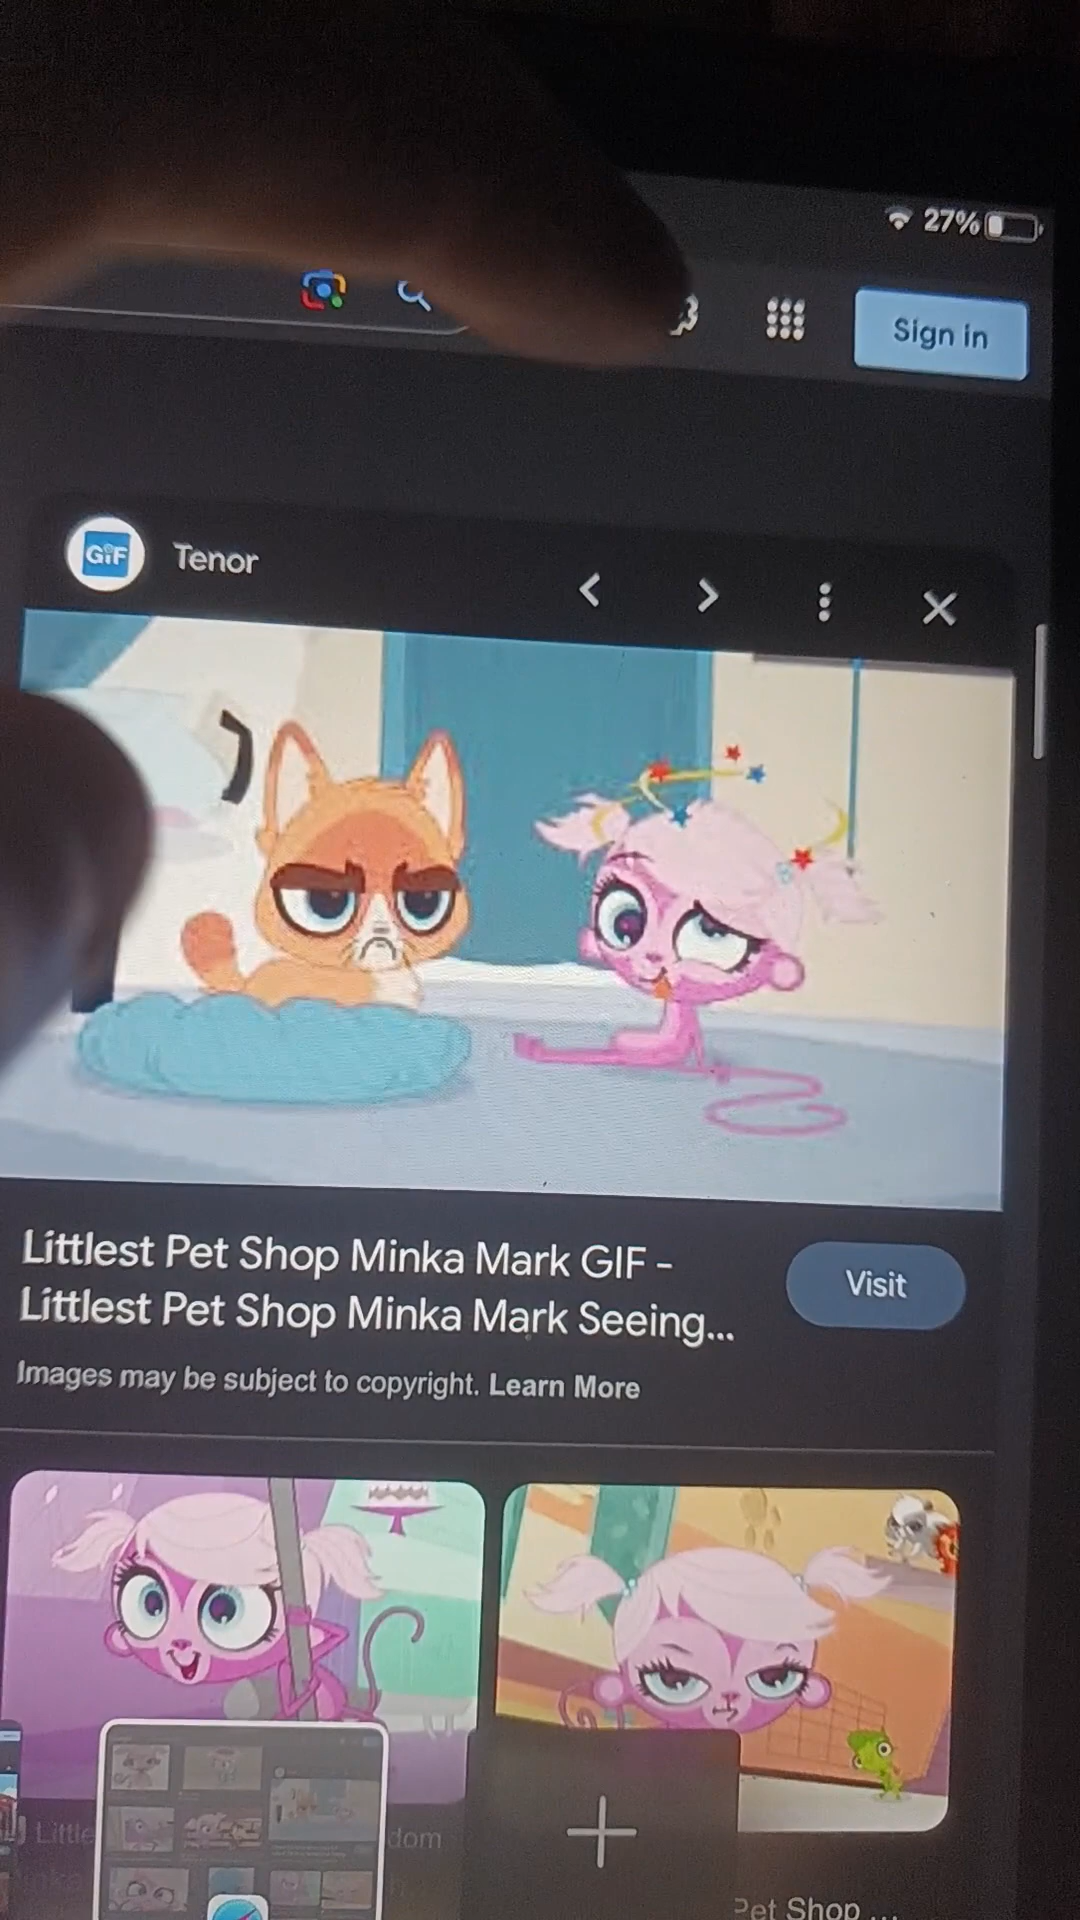 27%
Sign in
GIF
Tenor
Littlest Pet Shop Minka Mark GIF -
Littlest Pet Shop Minka Mark Seeing...
Visit
Images may be subject to copyright. Learn More
Little
dom
Pet Shop ...